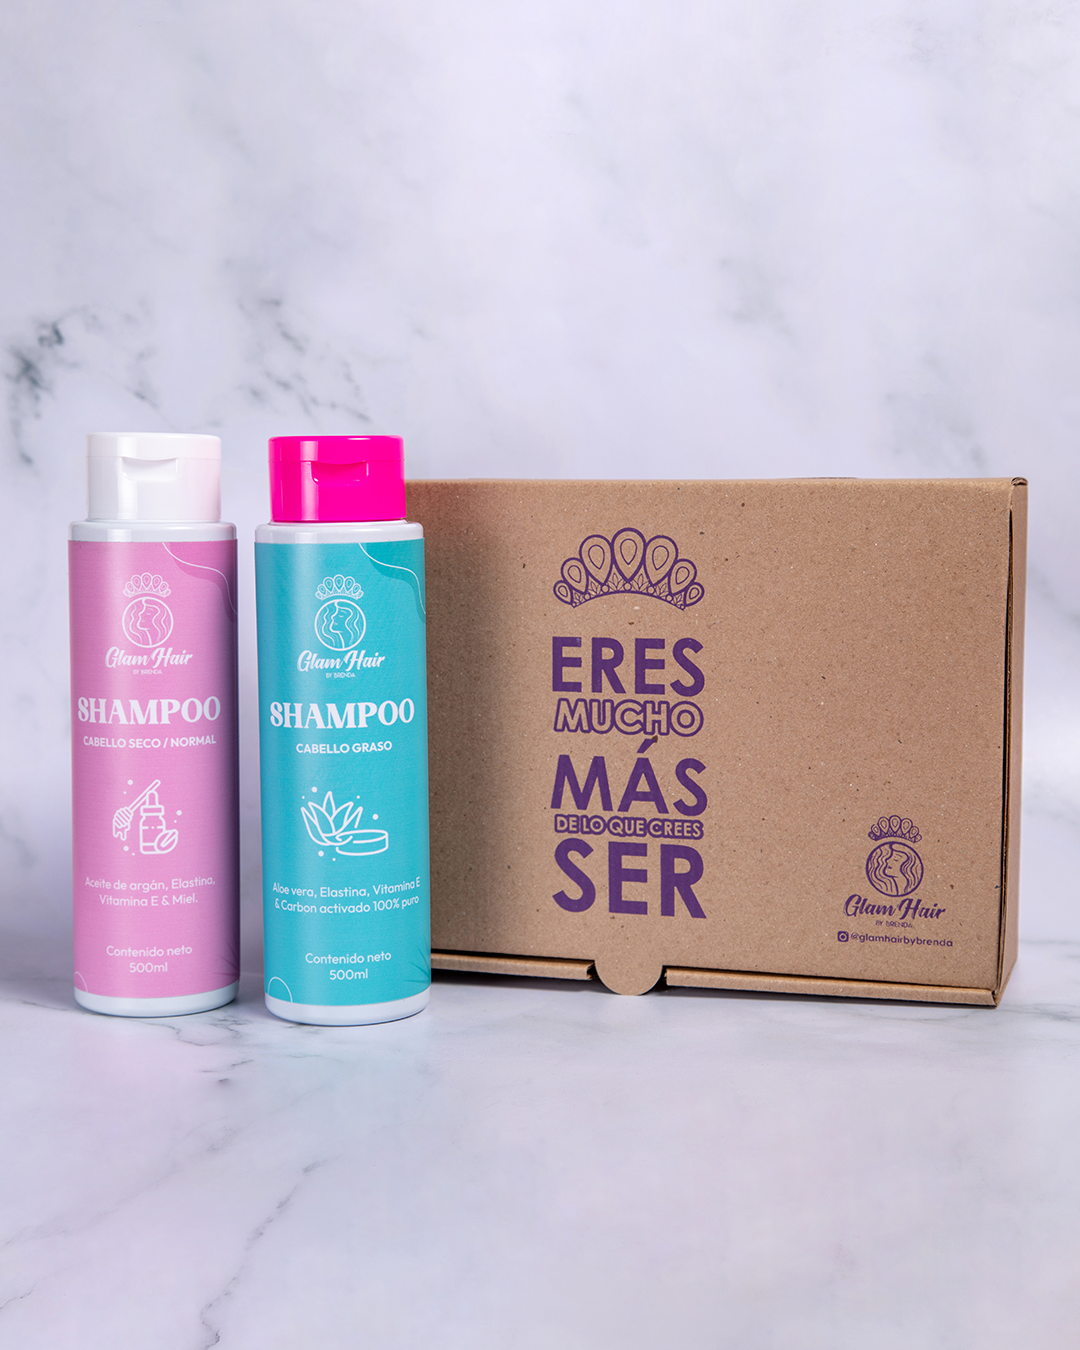 Glam Hair
BY BRENDA
SHAMPOO
CABELLO SECO / NORMAL
Aceite de argán, Elastina,
Vitamina E & Miel.
Contenido neto
500ml
Glam Hair
BY BRENDA
SHAMPOO
CABELLO GRASO
Aloe vera, Elastina, Vitamina E
& Carbon activado 100% puro
Contenido neto
500ml
ERES
MUCHO
MÁS
DE LO QUE CREES
SER
Glam Hair
BY BRENDA
@glamhairbybrenda